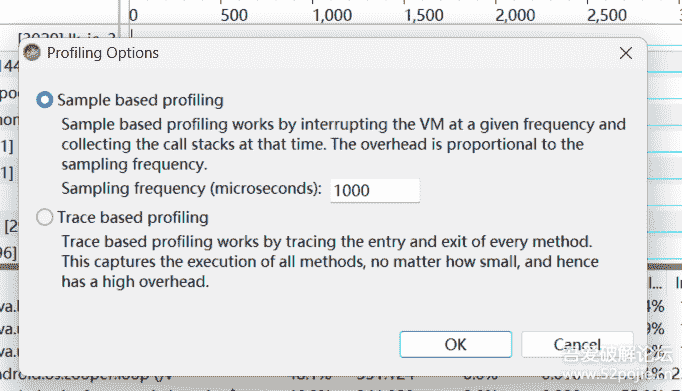 0 500 1,000 1,500 2,000 2,500
Profiling Options
Sample based profiling
Sample based profiling works by interrupting the VM at a given frequency and
collecting the call stacks at that time. The overhead is proportional to the
sampling frequency.
Sampling frequency (microseconds): 1000
Trace based profiling
Trace based profiling works by tracing the entry and exit of every method.
This captures the execution of all methods, no matter how small, and hence
has a high overhead.
OK Cancel
吾爱破解论坛
www.52pojie.cn